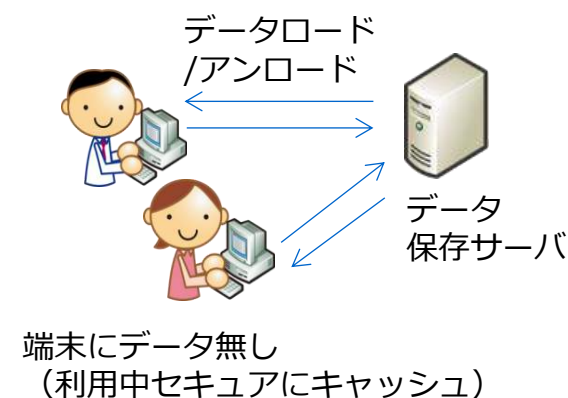 データロード
/アンロード
データ
保存サーバ
端末にデータ無し
（利用中セキュアにキャッシュ）